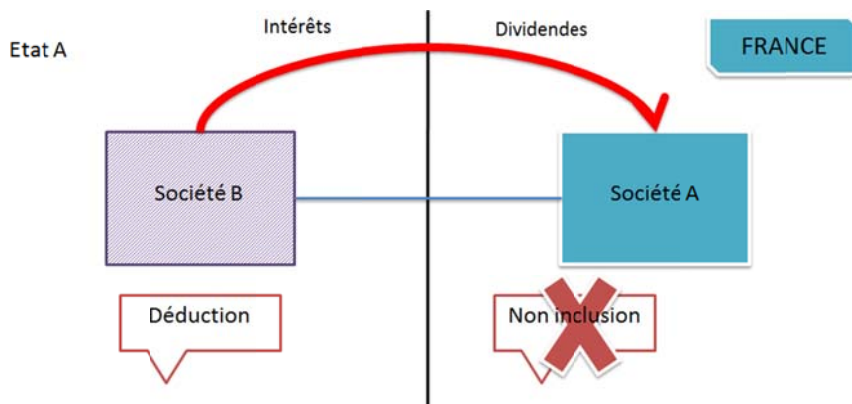 Intérêts
Dividendes
Etat A
FRANCE
Société B
Société A
Déduction
Non inclusion